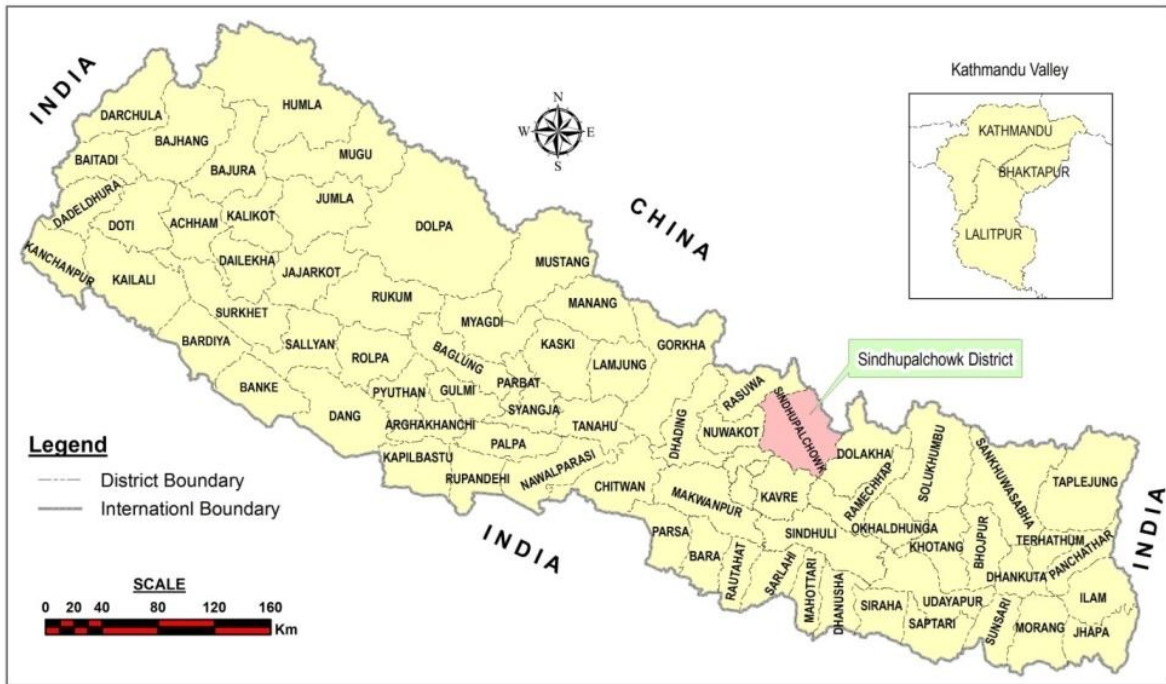 INDIA
DARCHULA
HUMLA
BAJHANG
BAITADI
BAJURA
MUGU
N
W
E
S
Kathmandu Valley
KATHMANDU
BHAKTAPUR
LALITPUR
DADELDHURA
DOTI
ACHHAM
KALIKOT
JUMLA
DOLPA
CHINA
KANCHANPUR
KAILALI
DAILEKHA
JAJARKOT
MUSTANG
RUKUM
MANANG
SURKHET
MYAGDI
BARDIYA
SALLYAN
ROLPA
BAGLUNG
KASKI
LAMJUNG
GORKHA
Sindhupalchowk District
BANKE
PYUTHAN
GULMI
PARBAT
RASUWA
SINDHUPALCHOWK
DANG
ARGHAKHANCHI
SYANGJA
TANAHU
DHADING
NUWAKOT
DOLAKHA
SOLUKHUMBU
SANKHUWASABHA
TAPLEJUNG
KAPILBASTU
PALPA
RUPANDEHI
NAWALPARASI
CHITWAN
MAKWANPUR
KAVRE
RAMECHHAP
INDIA
PARSA
BARA
RAUTAHAT
SARLAHI
MAHOTTARI
DHANUSHA
SINDHULI
OKHALDHUNGA
KHOTANG
BHOJPUR
TERHATHUM
PANCHATHAR
DHANKUTA
INDIA
SIRAHA
UDAYAPUR
SAPTARI
SUNSARI
MORANG
ILAM
JHAPA
Legend
District Boundary
Internationl Boundary
SCALE
0 20 40 80 120 160
Km